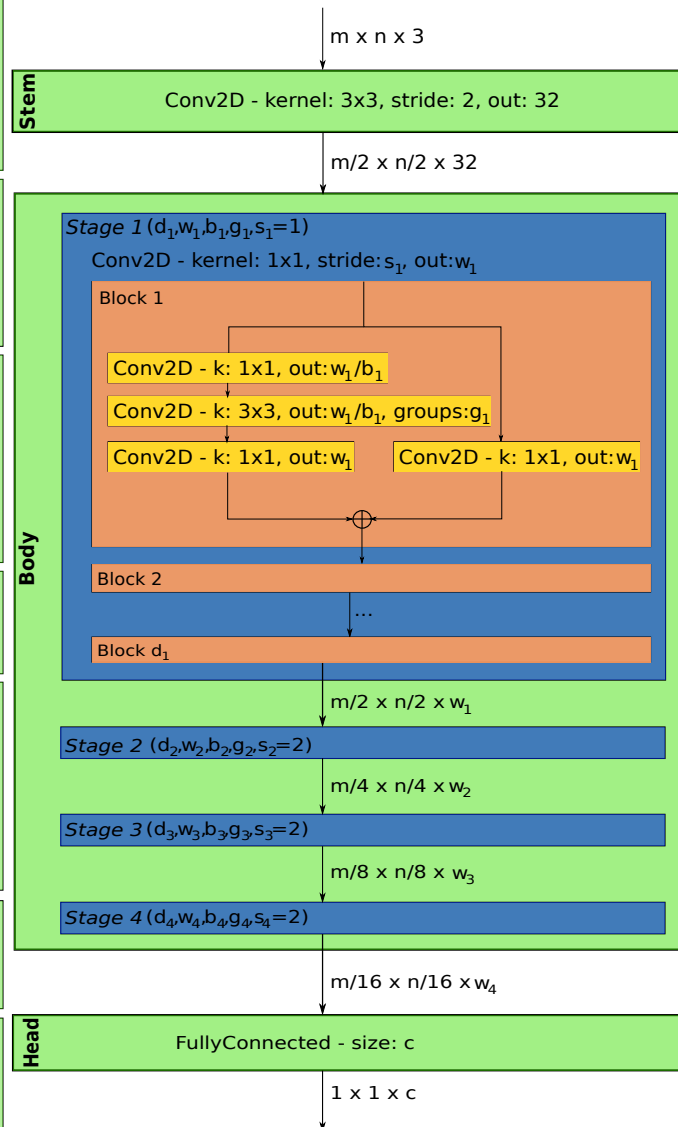 m x n x 3
Stem
Conv2D - kernel: 3x3, stride: 2, out: 32
m/2 x n/2 x 32
Body
Stage 1 (d₁,w₁,b₁,g₁,s₁=1)
Conv2D - kernel: 1x1, stride:s₁, out:w₁
Block 1
Conv2D - k: 1x1, out:w₁/b₁
Conv2D - k: 3x3, out:w₁/b₁, groups:g₁
Conv2D - k: 1x1, out:w₁
Conv2D - k: 1x1, out:w₁
Block 2
...
Block d₁
m/2 x n/2 x w₁
Stage 2 (d₂,w₂,b₂,g₂,s₂=2)
m/4 x n/4 x w₂
Stage 3 (d₃,w₃,b₃,g₃,s₃=2)
m/8 x n/8 x w₃
Stage 4 (d₄,w₄,b₄,g₄,s₄=2)
m/16 x n/16 x w₄
Head
FullyConnected - size: c
1 x 1 x c